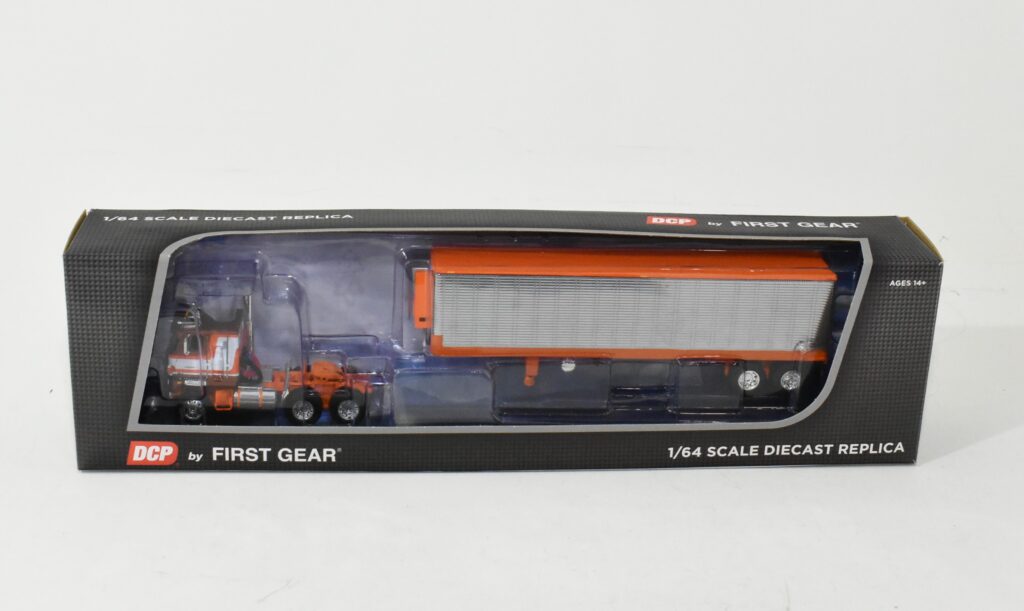 1/64 SCALE DIECAST REPLICA
DCP by FIRST GEAR®
AGES 14+
DCP by FIRST GEAR®
1/64 SCALE DIECAST REPLICA